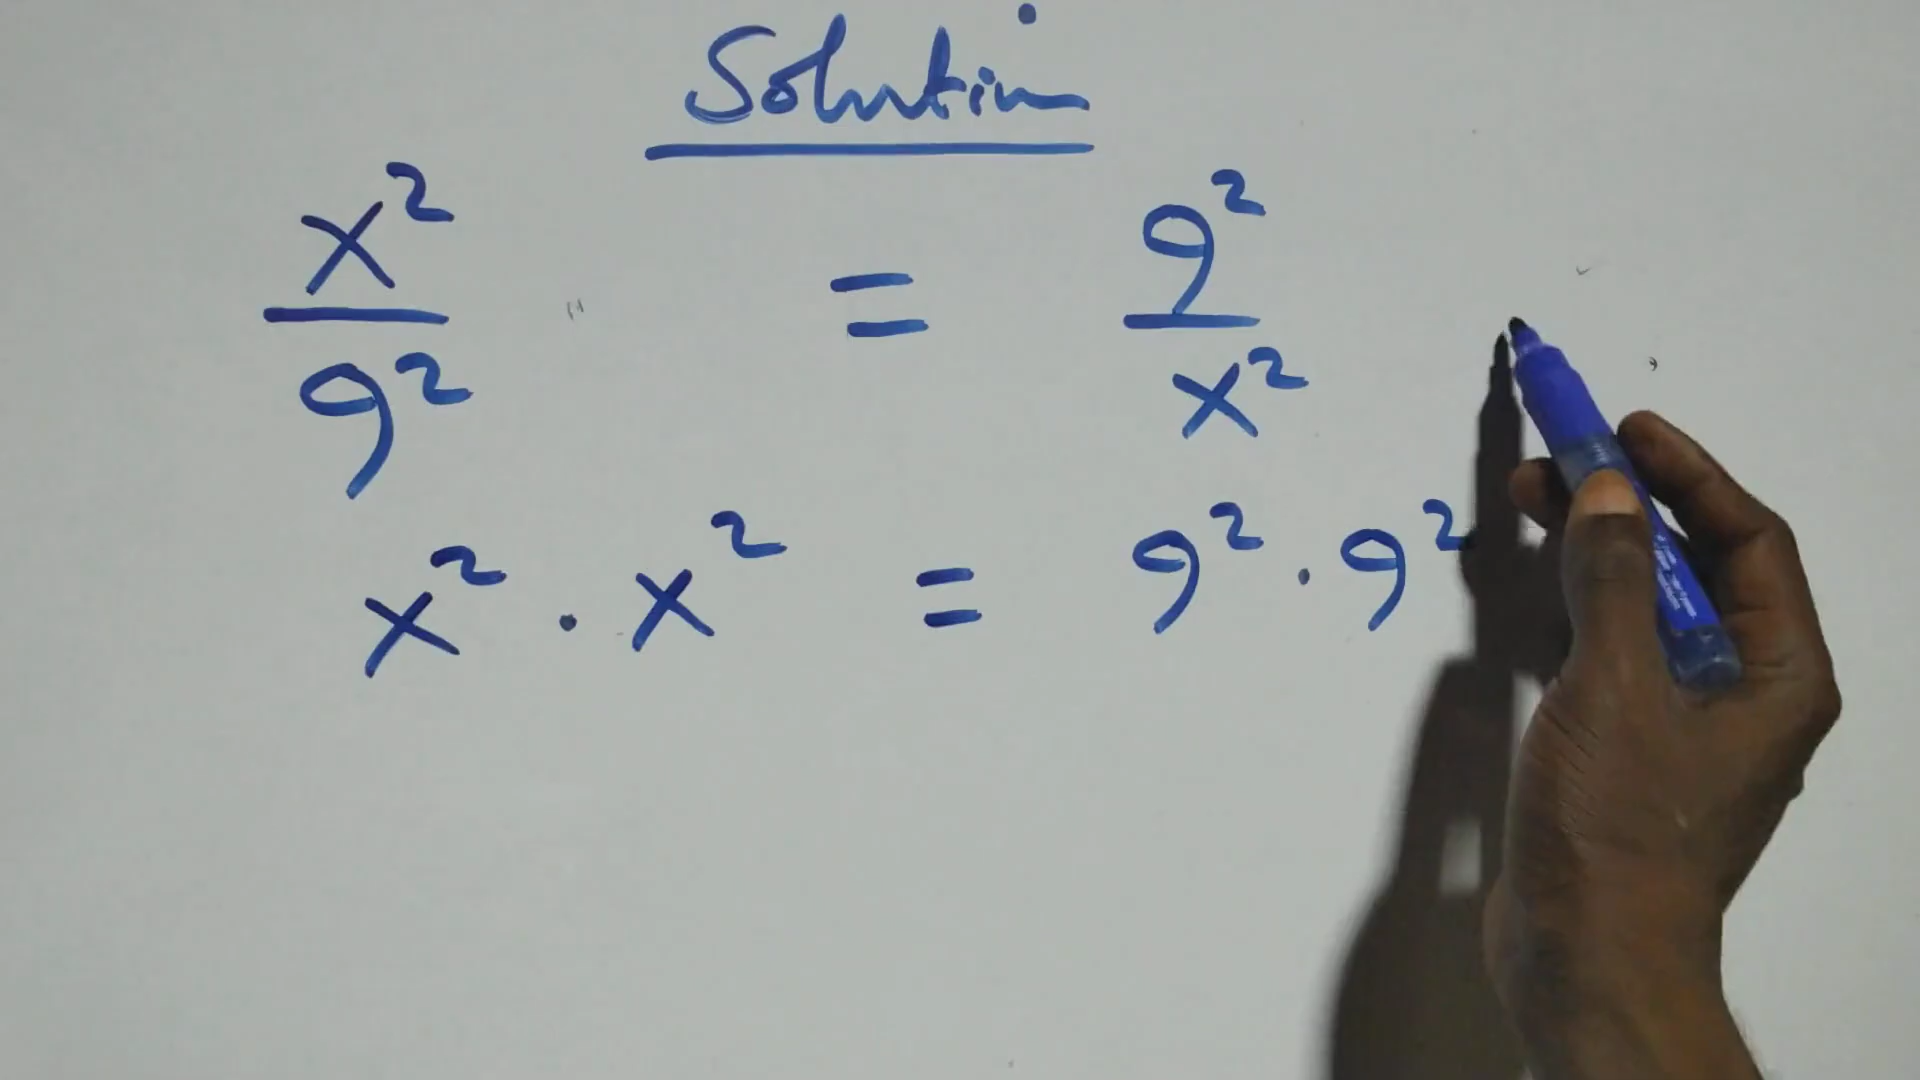 Solution
x²/9² = 9²/x²
x² · x² = 9² · 9²